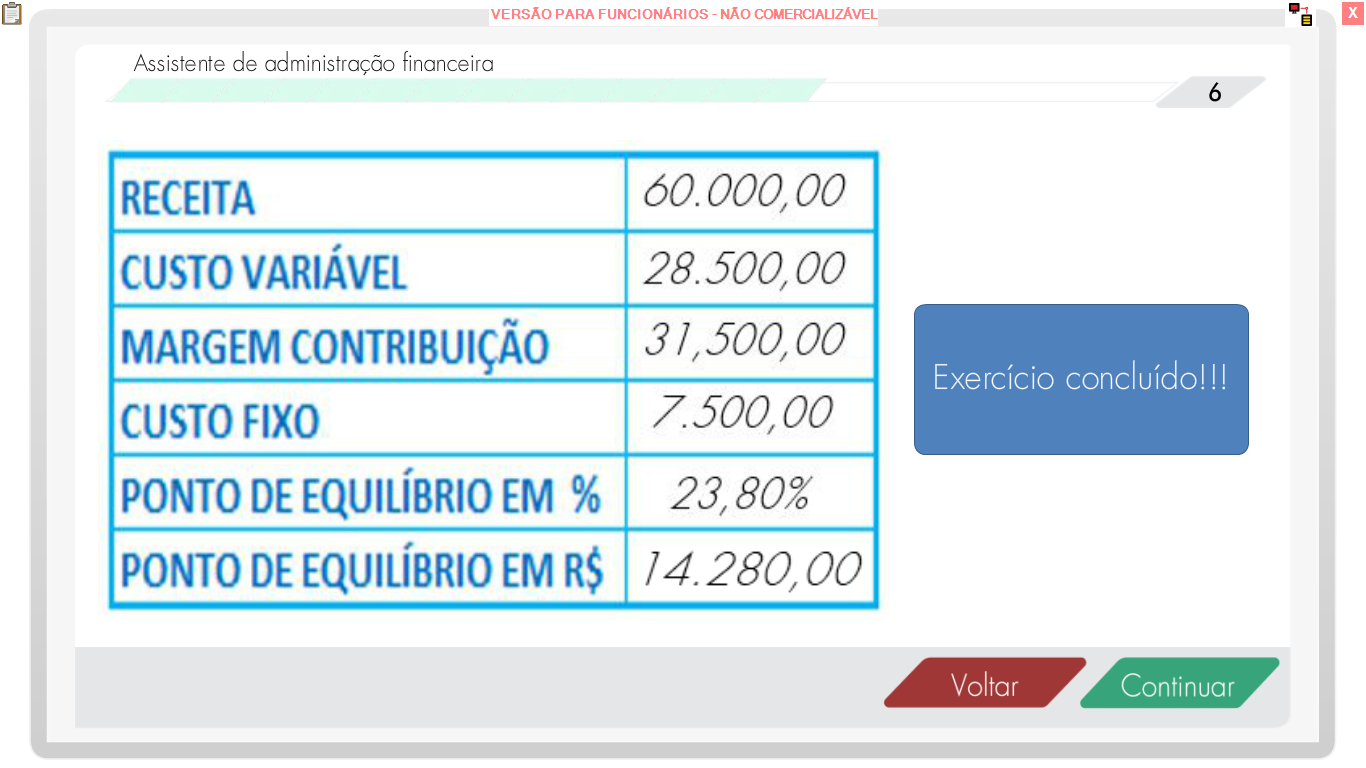 VERSÃO PARA FUNCIONÁRIOS - NÃO COMERCIALIZÁVEL
X
Assistente de administração financeira
6
RECEITA 60.000,00
CUSTO VARIÁVEL 28.500,00
MARGEM CONTRIBUIÇÃO 31,500,00
CUSTO FIXO 7.500,00
PONTO DE EQUILÍBRIO EM % 23,80%
PONTO DE EQUILÍBRIO EM R$ 14.280,00
Exercício concluído!!!
Voltar
Continuar